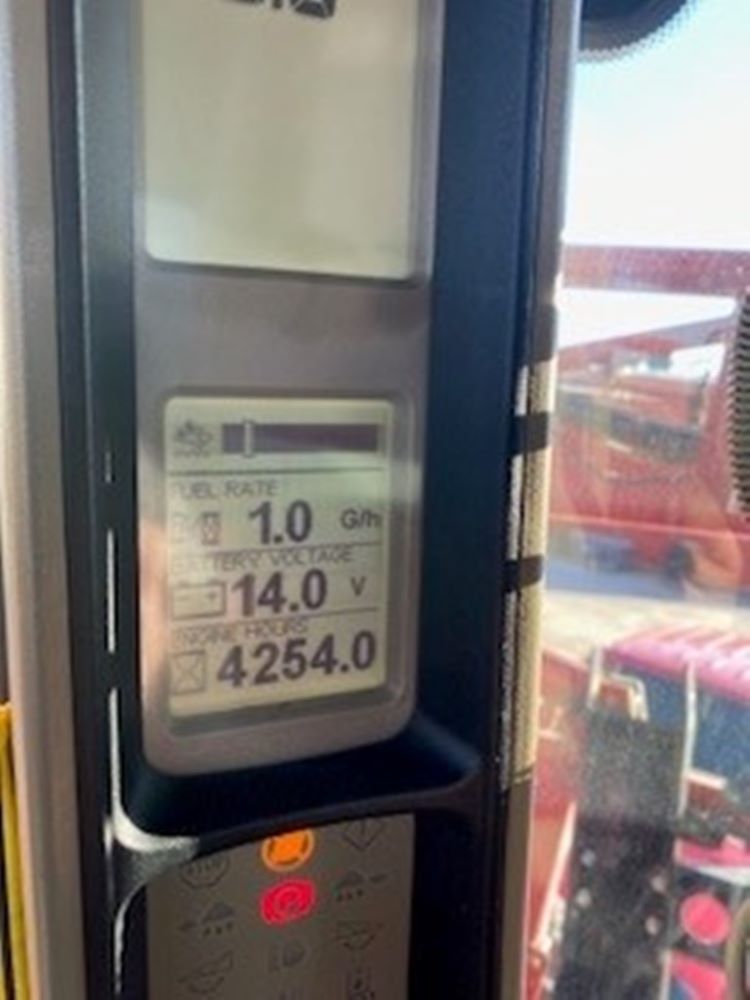 FUEL RATE
1.0 G/h
BATTERY VOLTAGE
14.0 V
ENGINE HOURS
4254.0